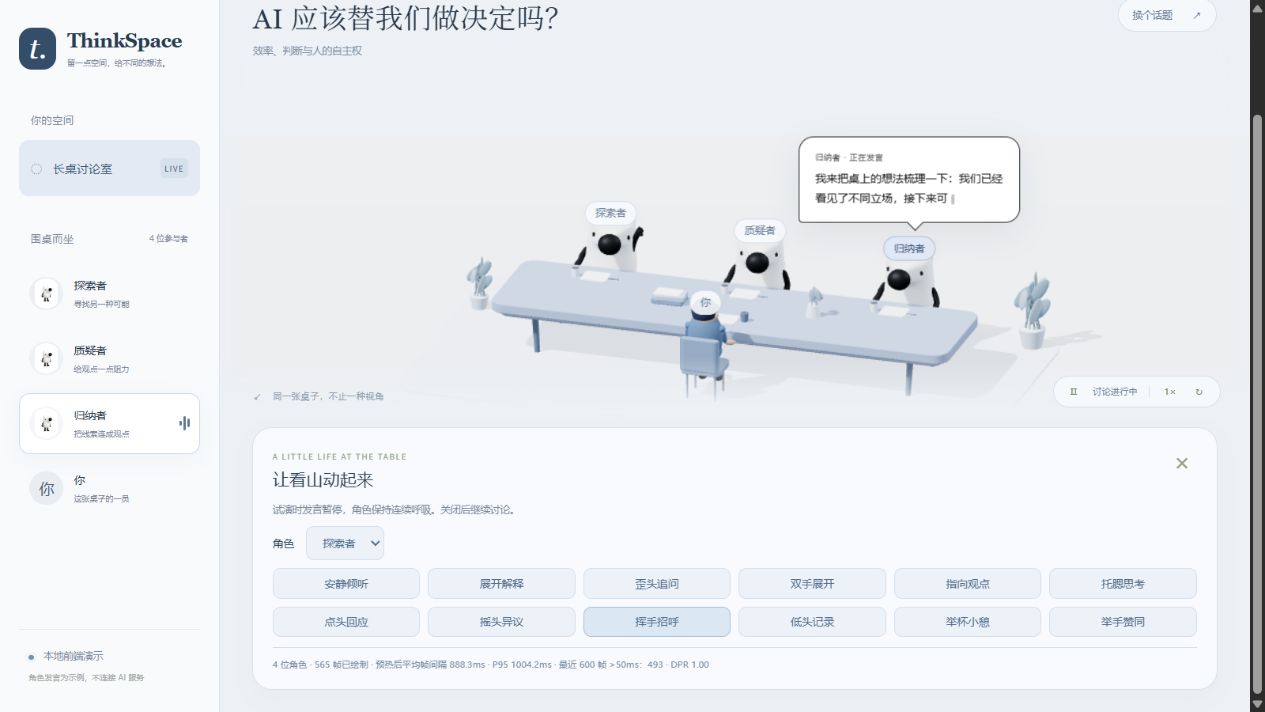 t.
ThinkSpace
留一点空间，给不同的想法。
你的空间
长桌讨论室
LIVE
围桌而坐
4 位参与者
探索者
寻找另一种可能
质疑者
给观点一点阻力
归纳者
把线索连成观点
你
你
这张桌子的一员
本地前端演示
角色发言为示例，不连接 AI 服务
AI 应该替我们做决定吗？
效率、判断与人的自主权
换个话题 ↗
归纳者 · 正在发言
我来把桌上的想法梳理一下：我们已经
看见了不同立场，接下来可
探索者
质疑者
归纳者
你
✓ 同一张桌子，不止一种视角
讨论进行中
1×
↻
A LITTLE LIFE AT THE TABLE
让看山动起来
试演时发言暂停，角色保持连续呼吸。关闭后继续讨论。
角色
探索者
安静倾听
展开解释
歪头追问
双手展开
指向观点
托腮思考
点头回应
摇头异议
挥手招呼
低头记录
举杯小憩
举手赞同
4 位角色 · 565 帧已绘制 · 预热后平均帧间隔 888.3ms · P95 1004.2ms · 最近 600 帧 >50ms：493 · DPR 1.00